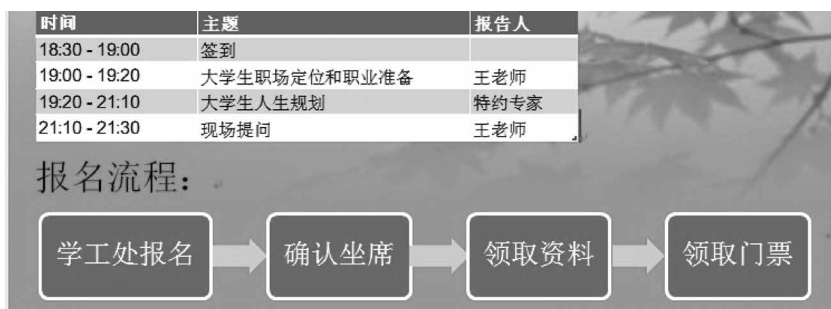 时间 主题 报告人
18:30 - 19:00 签到
19:00 - 19:20 大学生职场定位和职业准备 王老师
19:20 - 21:10 大学生人生规划 特约专家
21:10 - 21:30 现场提问 王老师
报名流程：
学工处报名 确认坐席 领取资料 领取门票